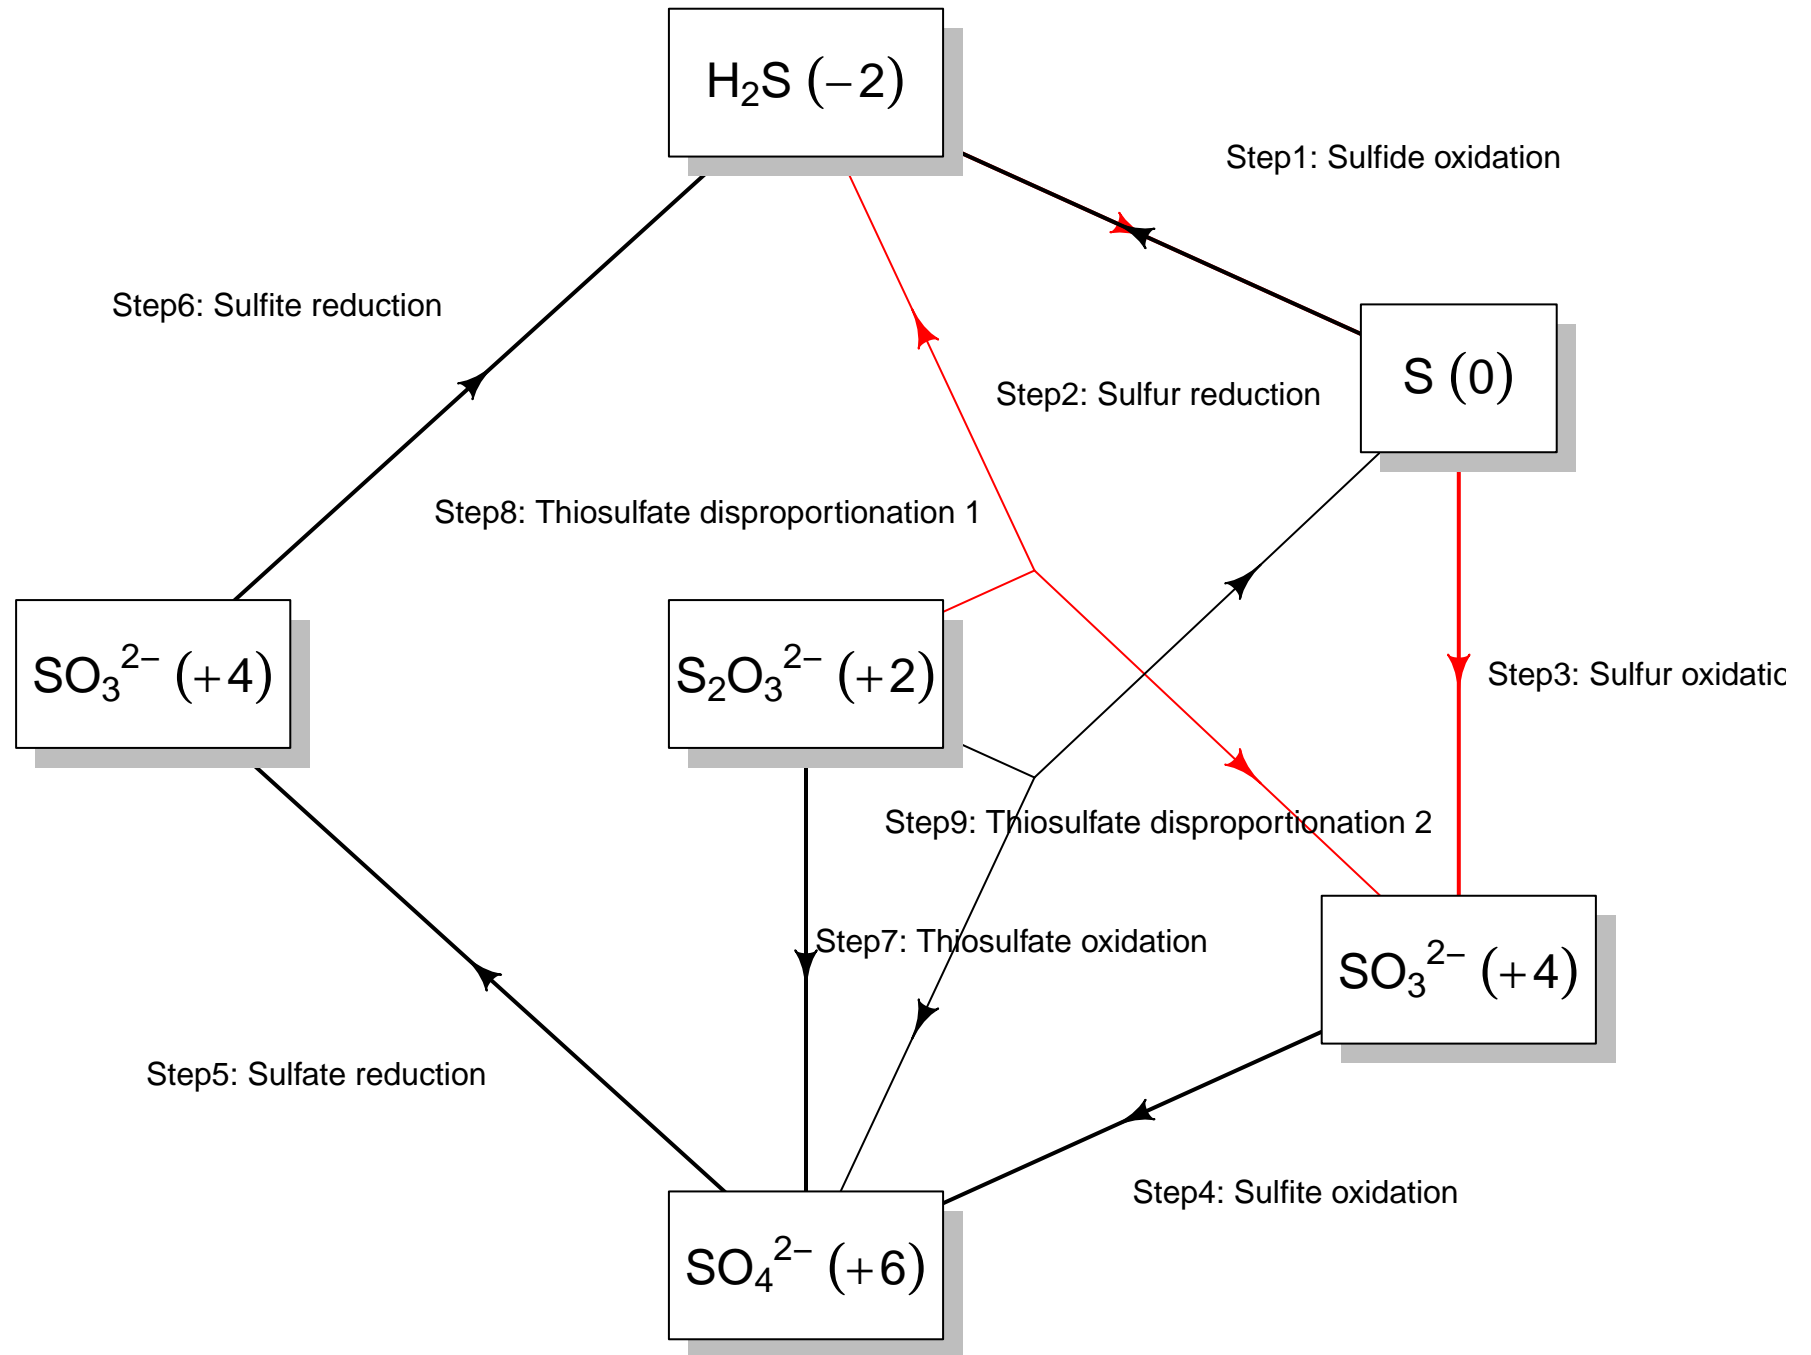 H₂S (−2)
Step1: Sulfide oxidation
Step6: Sulfite reduction
S (0)
Step2: Sulfur reduction
Step8: Thiosulfate disproportionation 1
SO₃²⁻ (+4)
S₂O₃²⁻ (+2)
Step3: Sulfur oxidatic
Step9: Thiosulfate disproportionation 2
Step7: Thiosulfate oxidation
SO₃²⁻ (+4)
Step5: Sulfate reduction
Step4: Sulfite oxidation
SO₄²⁻ (+6)